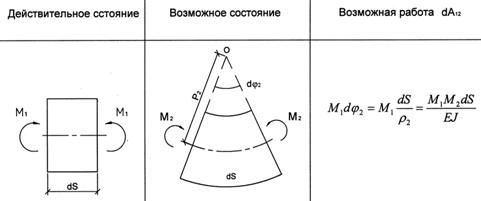 Действительное сстояние
Возможное состояние
Возможная работа dA₁₂
M₁
M₁
dS
O
ρ₂
dφ₂
M₂
M₂
dS
M₁dφ₂ = M₁ dS/ρ₂ = M₁M₂dS/EJ